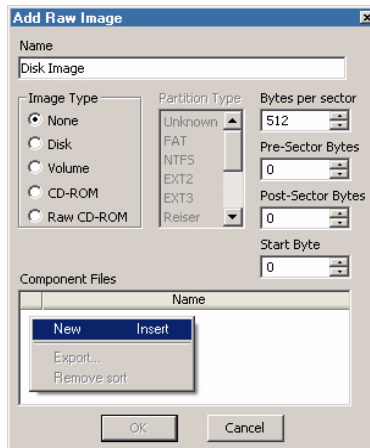 Add Raw Image
Name
Disk Image
Image Type
None
Disk
Volume
CD-ROM
Raw CD-ROM
Partition Type
Unknown
FAT
NTFS
EXT2
EXT3
Reiser
Bytes per sector
512
Pre-Sector Bytes
0
Post-Sector Bytes
0
Start Byte
0
Component Files
Name
New Insert
Export...
Remove sort
OK Cancel